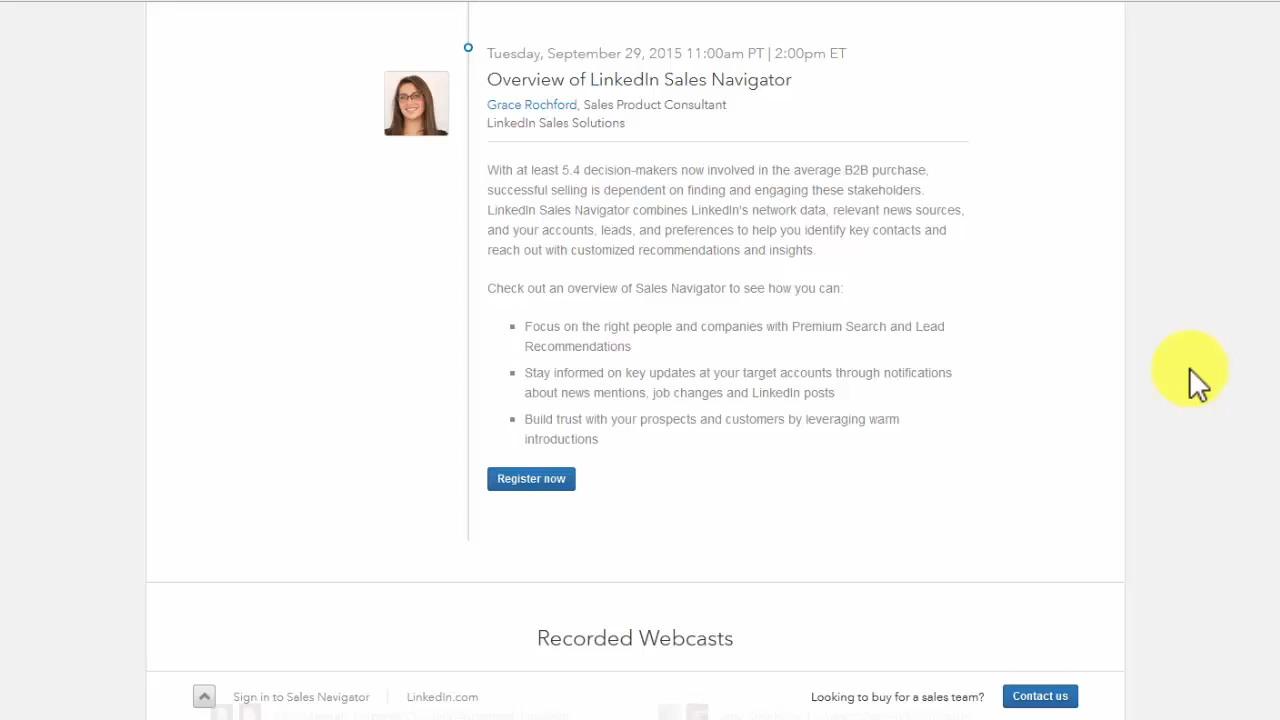 Tuesday, September 29, 2015 11:00am PT | 2:00pm ET
Overview of LinkedIn Sales Navigator
Grace Rochford, Sales Product Consultant
LinkedIn Sales Solutions
With at least 5.4 decision-makers now involved in the average B2B purchase,
successful selling is dependent on finding and engaging these stakeholders.
LinkedIn Sales Navigator combines LinkedIn's network data, relevant news sources,
and your accounts, leads, and preferences to help you identify key contacts and
reach out with customized recommendations and insights.
Check out an overview of Sales Navigator to see how you can:
Focus on the right people and companies with Premium Search and Lead
Recommendations
Stay informed on key updates at your target accounts through notifications
about news mentions, job changes and LinkedIn posts
Build trust with your prospects and customers by leveraging warm
introductions
Register now
Recorded Webcasts
Sign in to Sales Navigator
LinkedIn.com
Looking to buy for a sales team?
Contact us